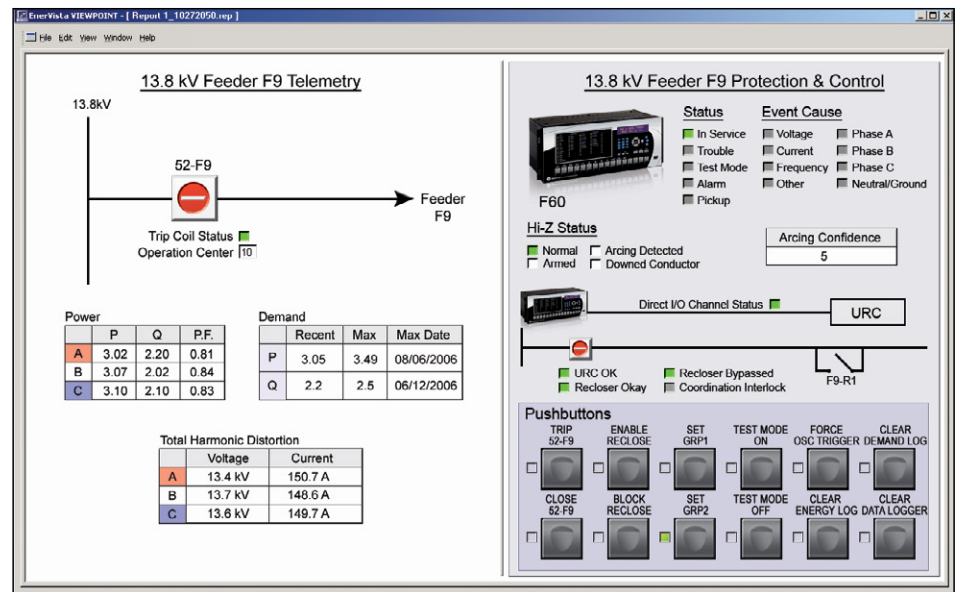 EnerVista VIEWPOINT - [ Report 1_10272050.rep ]
File Edit View Window Help
13.8 kV Feeder F9 Telemetry
13.8kV
52-F9
Feeder
F9
Trip Coil Status
Operation Center 10
Power
P Q P.F.
A 3.02 2.20 0.81
B 3.07 2.02 0.84
C 3.10 2.10 0.83
Demand
Recent Max Max Date
P 3.05 3.49 08/06/2006
Q 2.2 2.5 06/12/2006
Total Harmonic Distortion
Voltage Current
A 13.4 kV 150.7 A
B 13.7 kV 148.6 A
C 13.6 kV 149.7 A
13.8 kV Feeder F9 Protection & Control
F60
Status
In Service
Trouble
Test Mode
Alarm
Pickup
Event Cause
Voltage Phase A
Current Phase B
Frequency Phase C
Other Neutral/Ground
Hi-Z Status
Normal Arcing Detected
Armed Downed Conductor
Arcing Confidence
5
Direct I/O Channel Status
URC
URC OK Recloser Bypassed
Recloser Okay Coordination Interlock
F9-R1
Pushbuttons
TRIP ENABLE SET TEST MODE FORCE CLEAR
52-F9 RECLOSE GRP1 ON OSC TRIGGER DEMAND LOG
CLOSE BLOCK SET TEST MODE CLEAR CLEAR
52-F9 RECLOSE GRP2 OFF ENERGY LOG DATA LOGGER